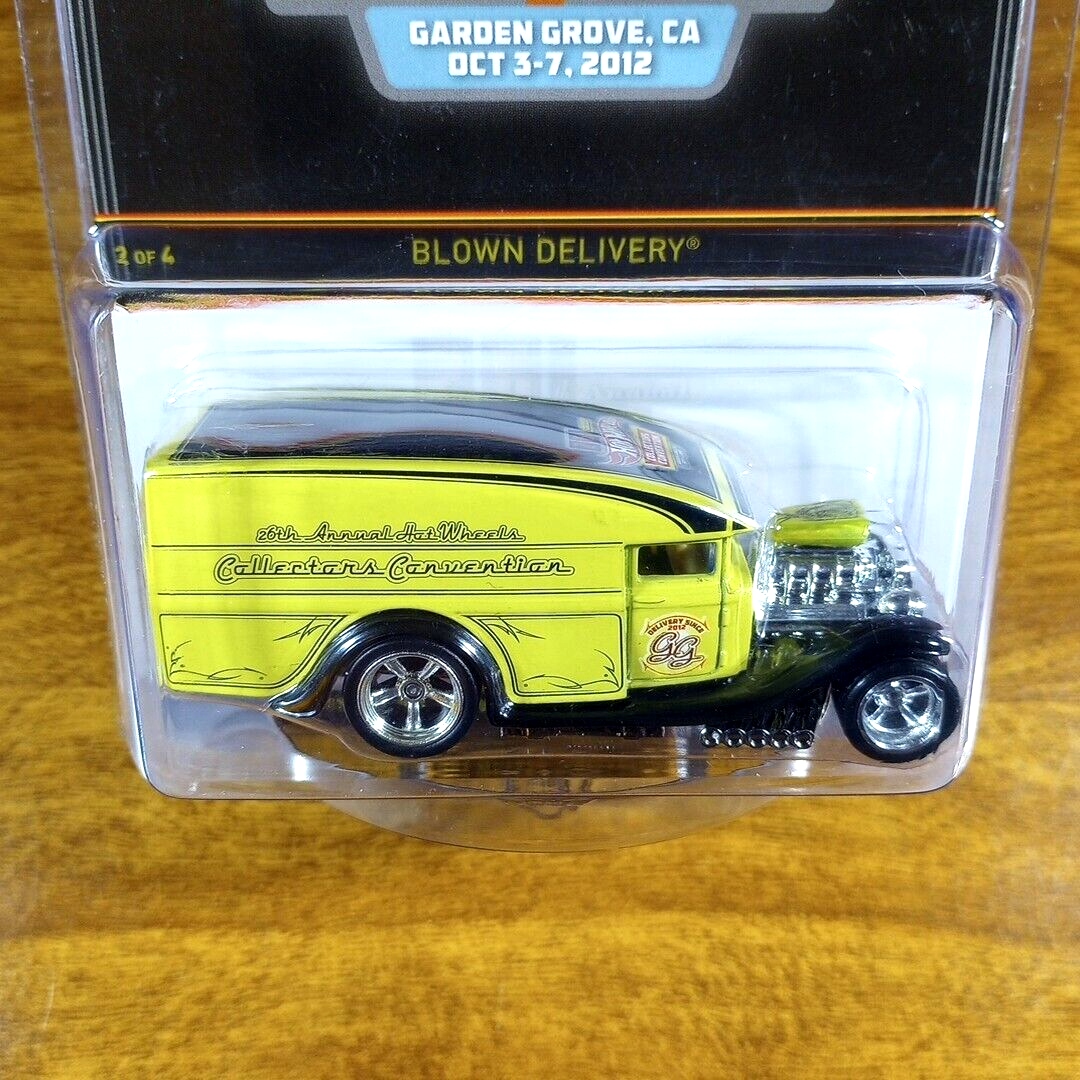 GARDEN GROVE, CA
OCT 3-7, 2012
2 OF 4
BLOWN DELIVERY®
26th Annual Hot Wheels
Collectors Convention
DELIVERY SINCE
2012
GG